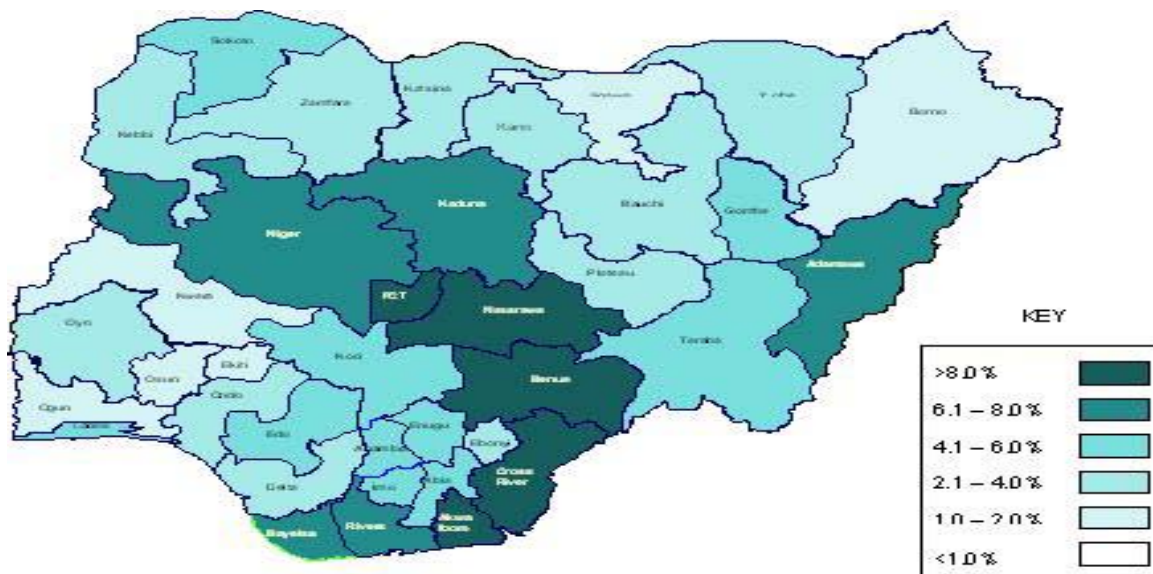 Sokoto
Zamfara
Katsina
Kano
Yobe
Borno
Kebbi
Bauchi
Gombe
Kaduna
Niger
Adamawa
Plateau
FCT
Nasarawa
Taraba
Kwara
Oyo
Kogi
Benue
Osun
Ekiti
Ogun
Ondo
Lagos
Edo
Enugu
Ebonyi
Anambra
Cross
River
Delta
Imo
Abia
Akwa
Ibom
Bayelsa
Rivers
KEY
>8.0%
6.1 – 8.0%
4.1 – 6.0%
2.1 – 4.0%
1.0 – 2.0%
<1.0%